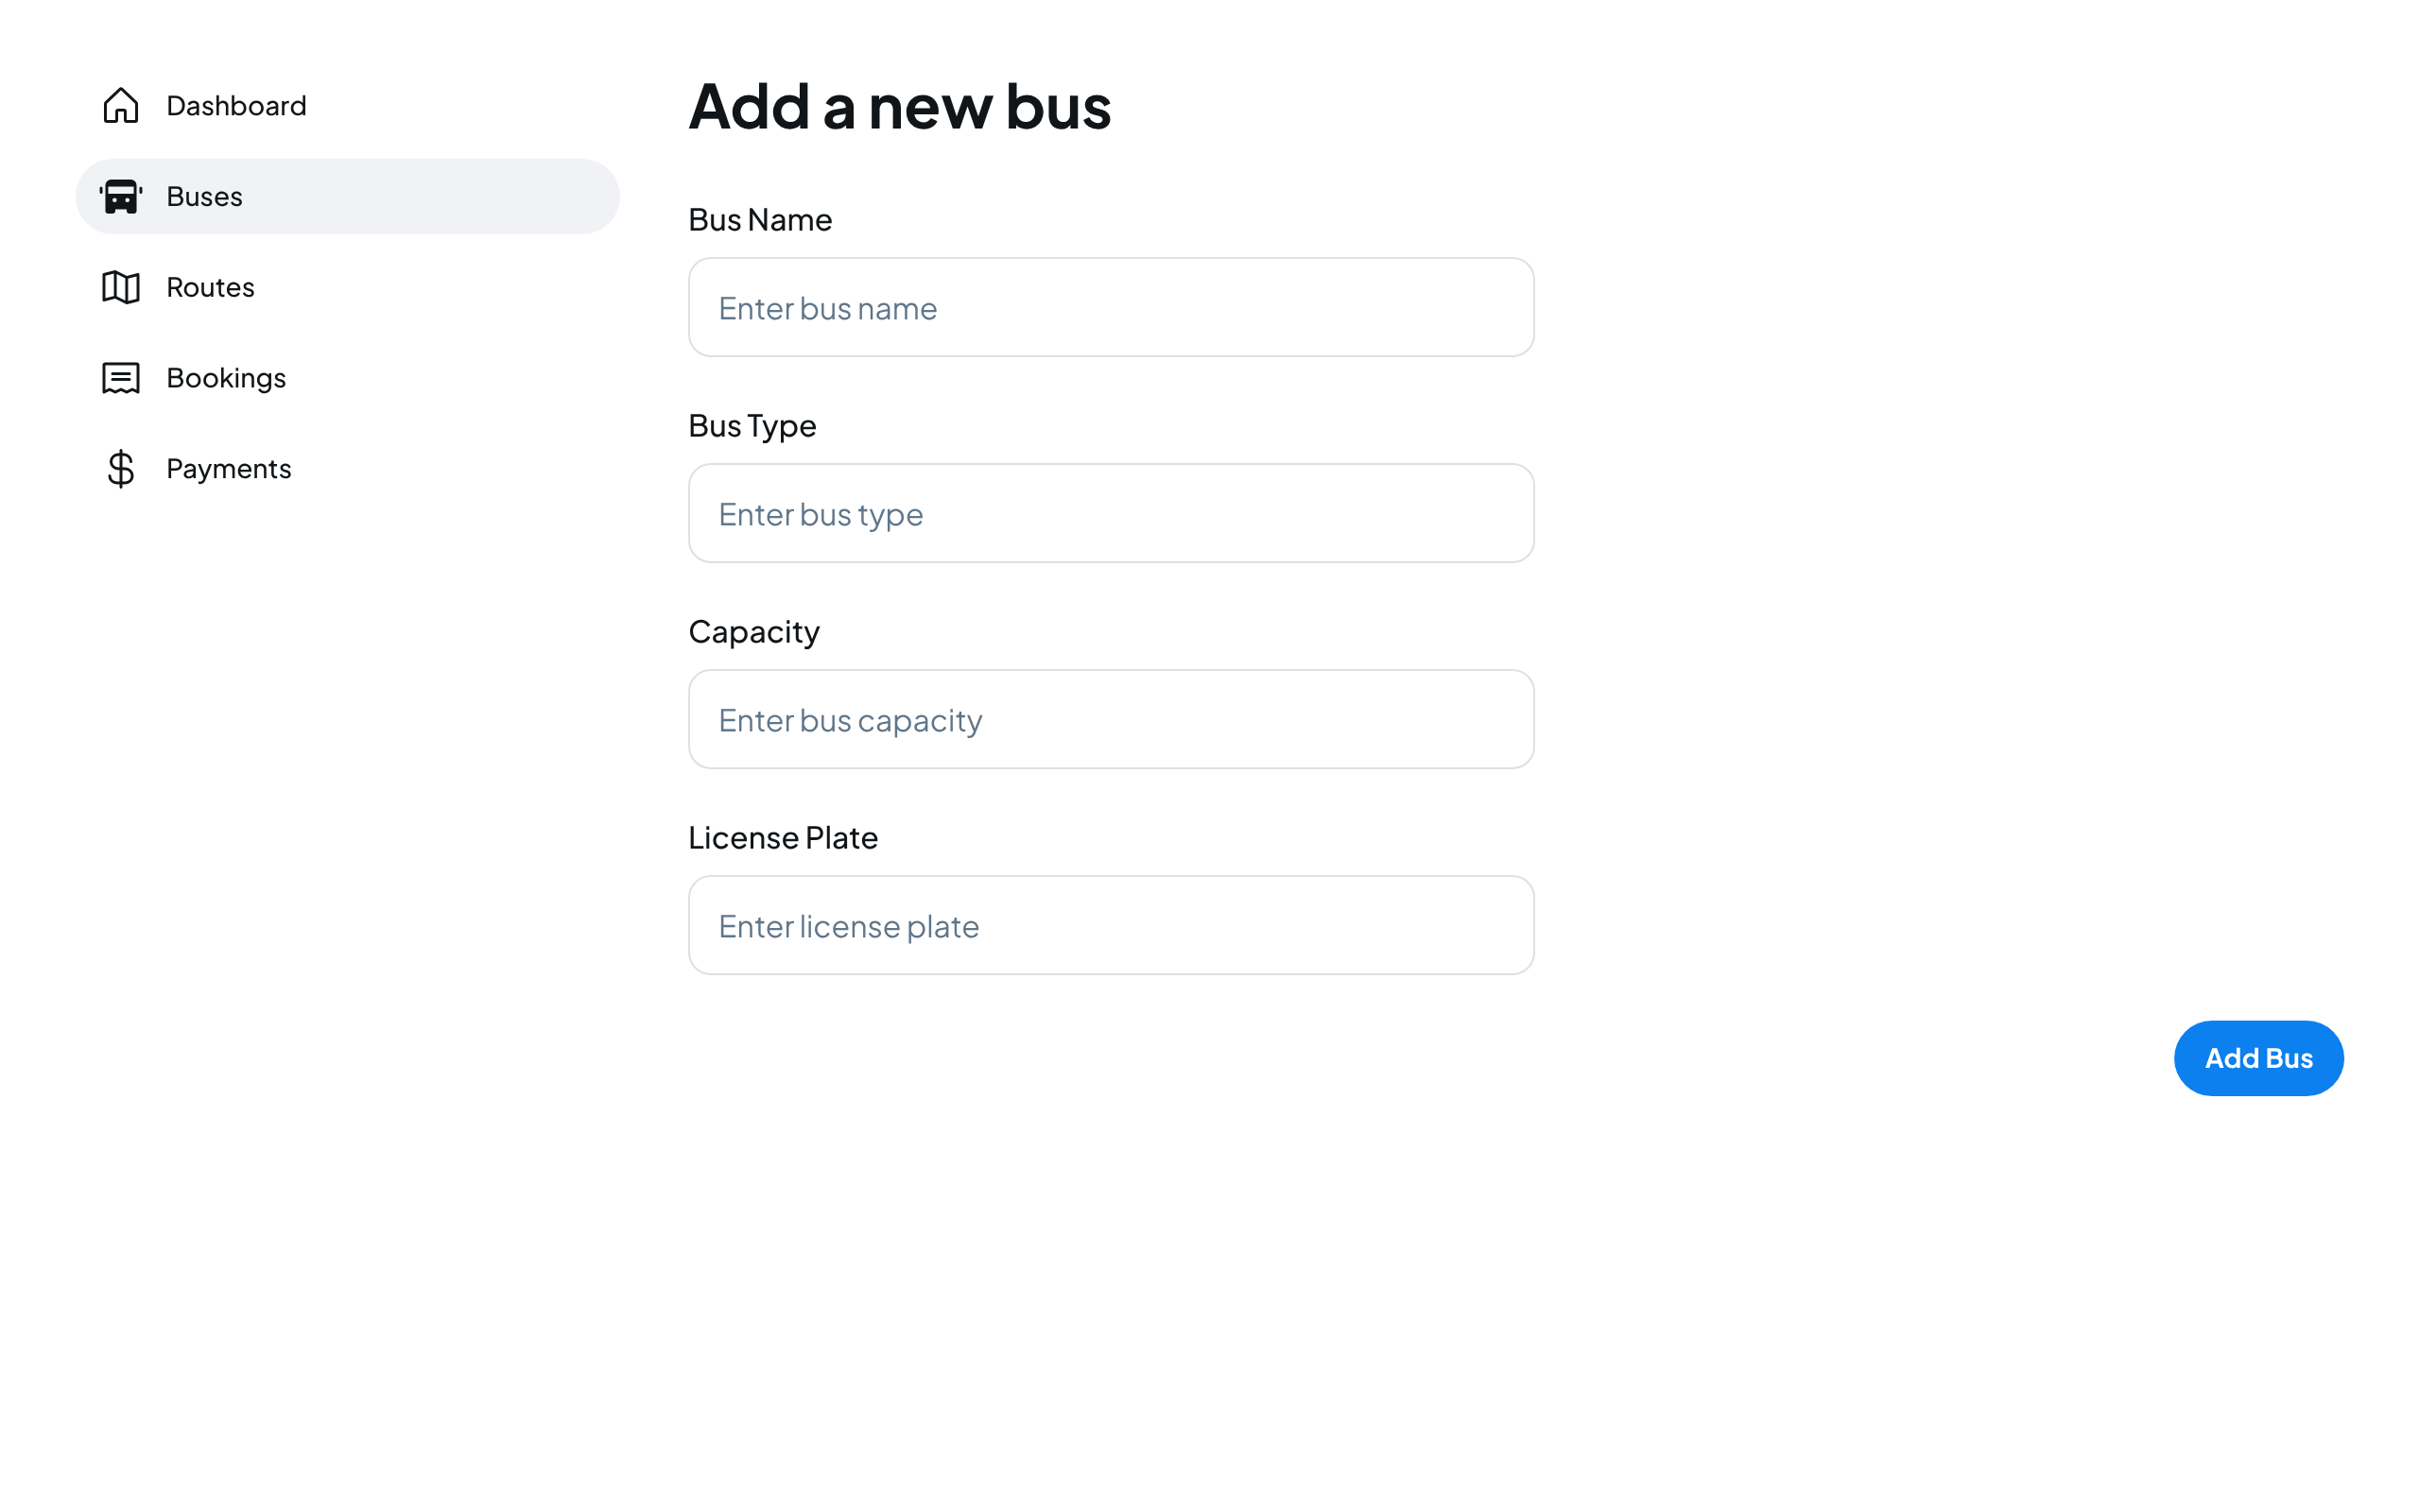 Dashboard
Buses
Routes
Bookings
Payments
Add a new bus
Bus Name
Enter bus name
Bus Type
Enter bus type
Capacity
Enter bus capacity
License Plate
Enter license plate
Add Bus